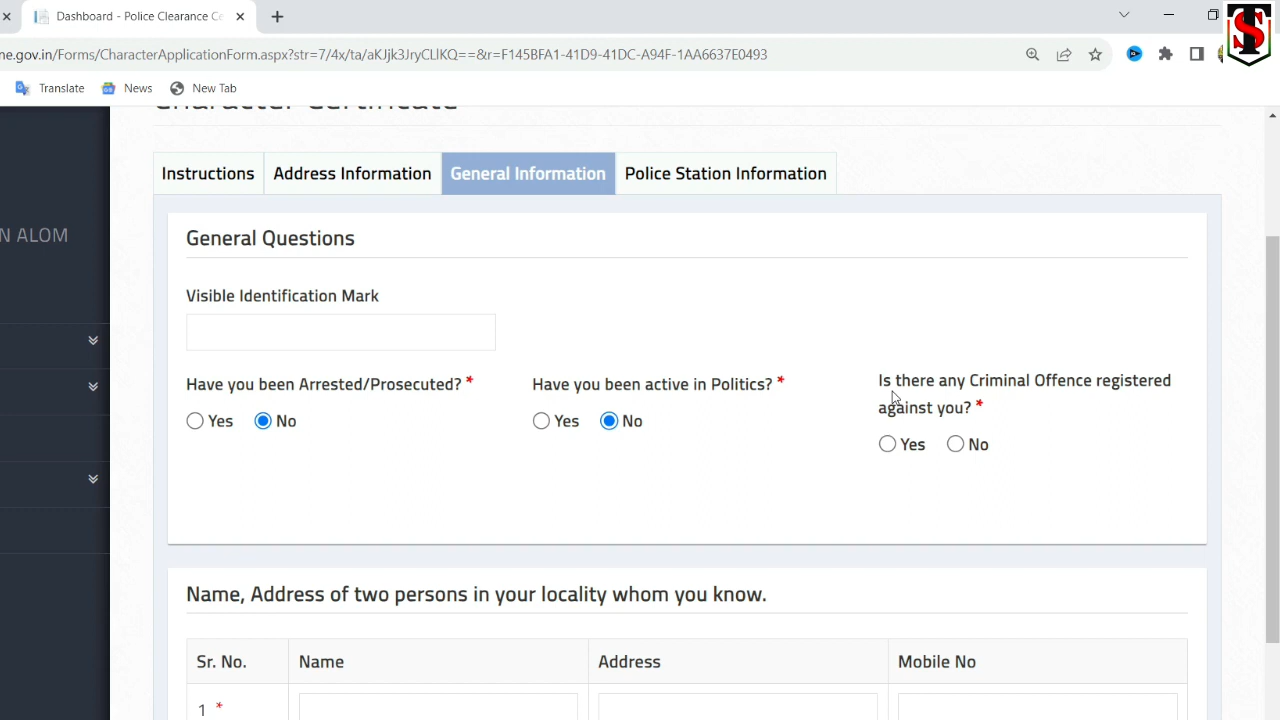 Dashboard - Police Clearance Ce
ne.gov.in/Forms/CharacterApplicationForm.aspx?str=7/4x/ta/aKJjk3JryCLlKQ==&r=F145BFA1-41D9-41DC-A94F-1AA6637E0493
Translate News New Tab
Character Certificate
Instructions Address Information General Information Police Station Information
N ALOM
General Questions
Visible Identification Mark
Have you been Arrested/Prosecuted? * Have you been active in Politics? * Is there any Criminal Offence registered
against you? *
Yes No Yes No
Yes No
Name, Address of two persons in your locality whom you know.
Sr. No. Name Address Mobile No
1 *